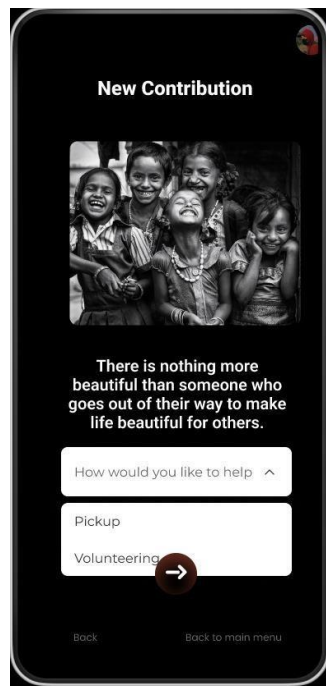 New Contribution
There is nothing more
beautiful than someone who
goes out of their way to make
life beautiful for others.
How would you like to help
Pickup
Volunteering
Back
Back to main menu